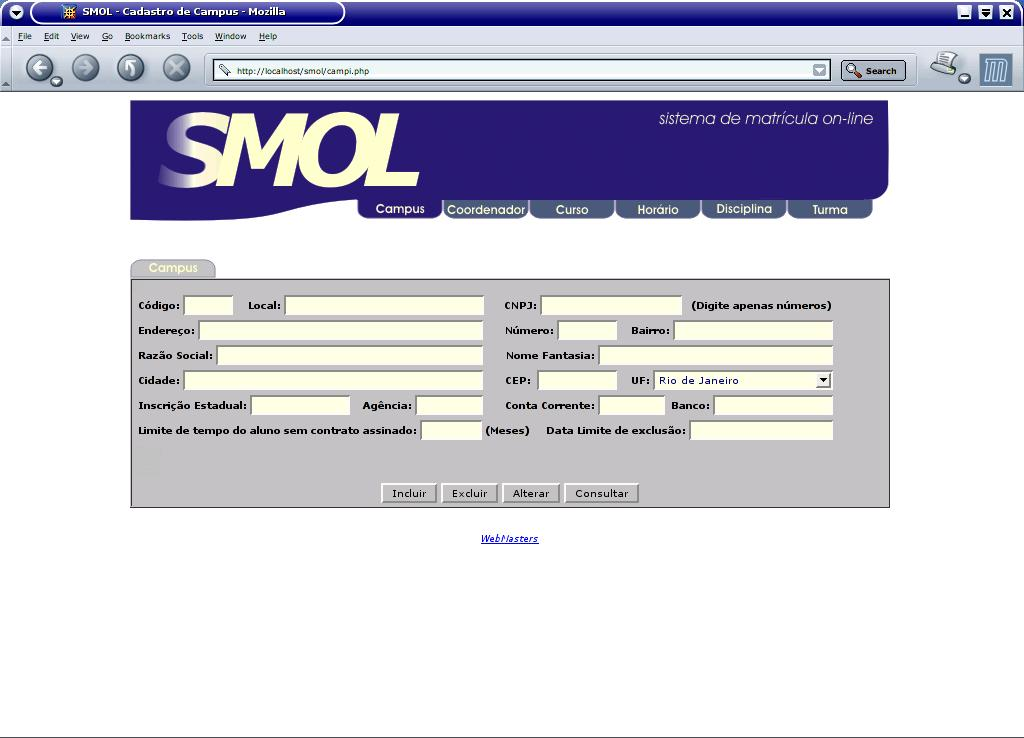 SMOL - Cadastro de Campus - Mozilla
File Edit View Go Bookmarks Tools Window Help
http://localhost/smol/campi.php Search
SMOL
sistema de matrícula on-line
Campus Coordenador Curso Horário Disciplina Turma
Campus
Código: Local: CNPJ: (Digite apenas números)
Endereço: Número: Bairro:
Razão Social: Nome Fantasia:
Cidade: CEP: UF: Rio de Janeiro
Inscrição Estadual: Agência: Conta Corrente: Banco:
Limite de tempo do aluno sem contrato assinado: (Meses) Data Limite de exclusão:
Incluir Excluir Alterar Consultar
WebMasters